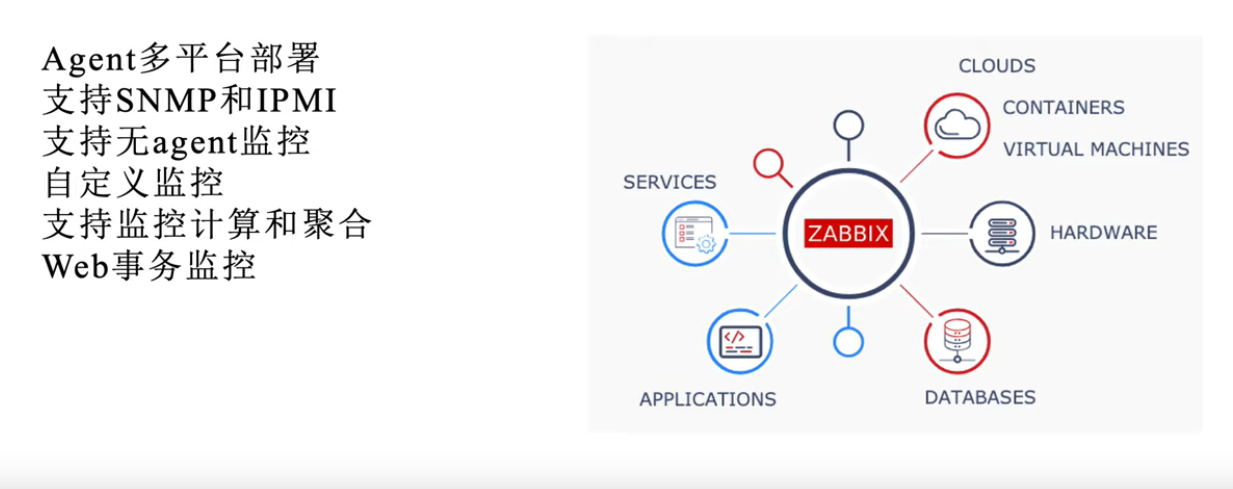 Agent多平台部署
支持SNMP和IPMI
支持无agent监控
自定义监控
支持监控计算和聚合
Web事务监控
CLOUDS
CONTAINERS
VIRTUAL MACHINES
SERVICES
ZABBIX
HARDWARE
APPLICATIONS
DATABASES